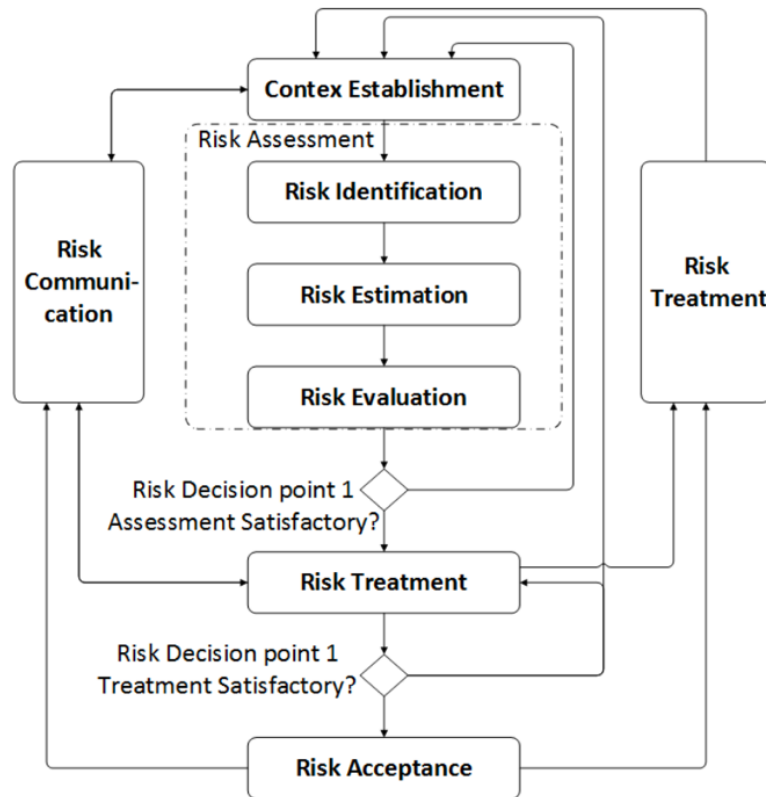 Contex Establishment
Risk Assessment
Risk Identification
Risk
Communi-
cation
Risk Estimation
Risk
Treatment
Risk Evaluation
Risk Decision point 1
Assessment Satisfactory?
Risk Treatment
Risk Decision point 1
Treatment Satisfactory?
Risk Acceptance